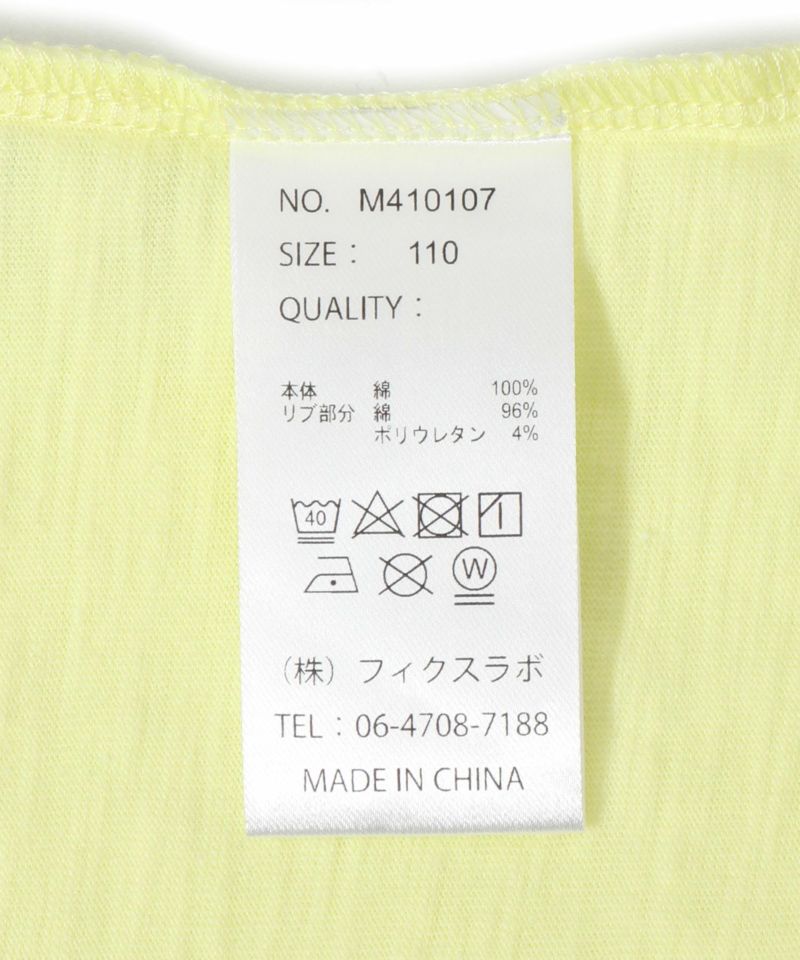 NO. M410107
SIZE： 110
QUALITY：
本体 綿 100%
リブ部分 綿 96%
ポリウレタン 4%
40
W
（株）フィクスラボ
TEL：06-4708-7188
MADE IN CHINA